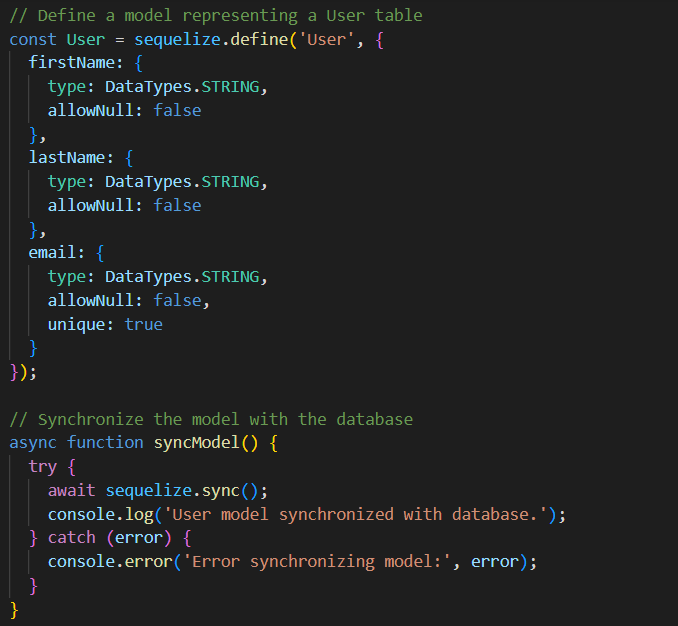 // Define a model representing a User table
const User = sequelize.define('User', {
  firstName: {
    type: DataTypes.STRING,
    allowNull: false
  },
  lastName: {
    type: DataTypes.STRING,
    allowNull: false
  },
  email: {
    type: DataTypes.STRING,
    allowNull: false,
    unique: true
  }
});

// Synchronize the model with the database
async function syncModel() {
  try {
    await sequelize.sync();
    console.log('User model synchronized with database.');
  } catch (error) {
    console.error('Error synchronizing model:', error);
  }
}